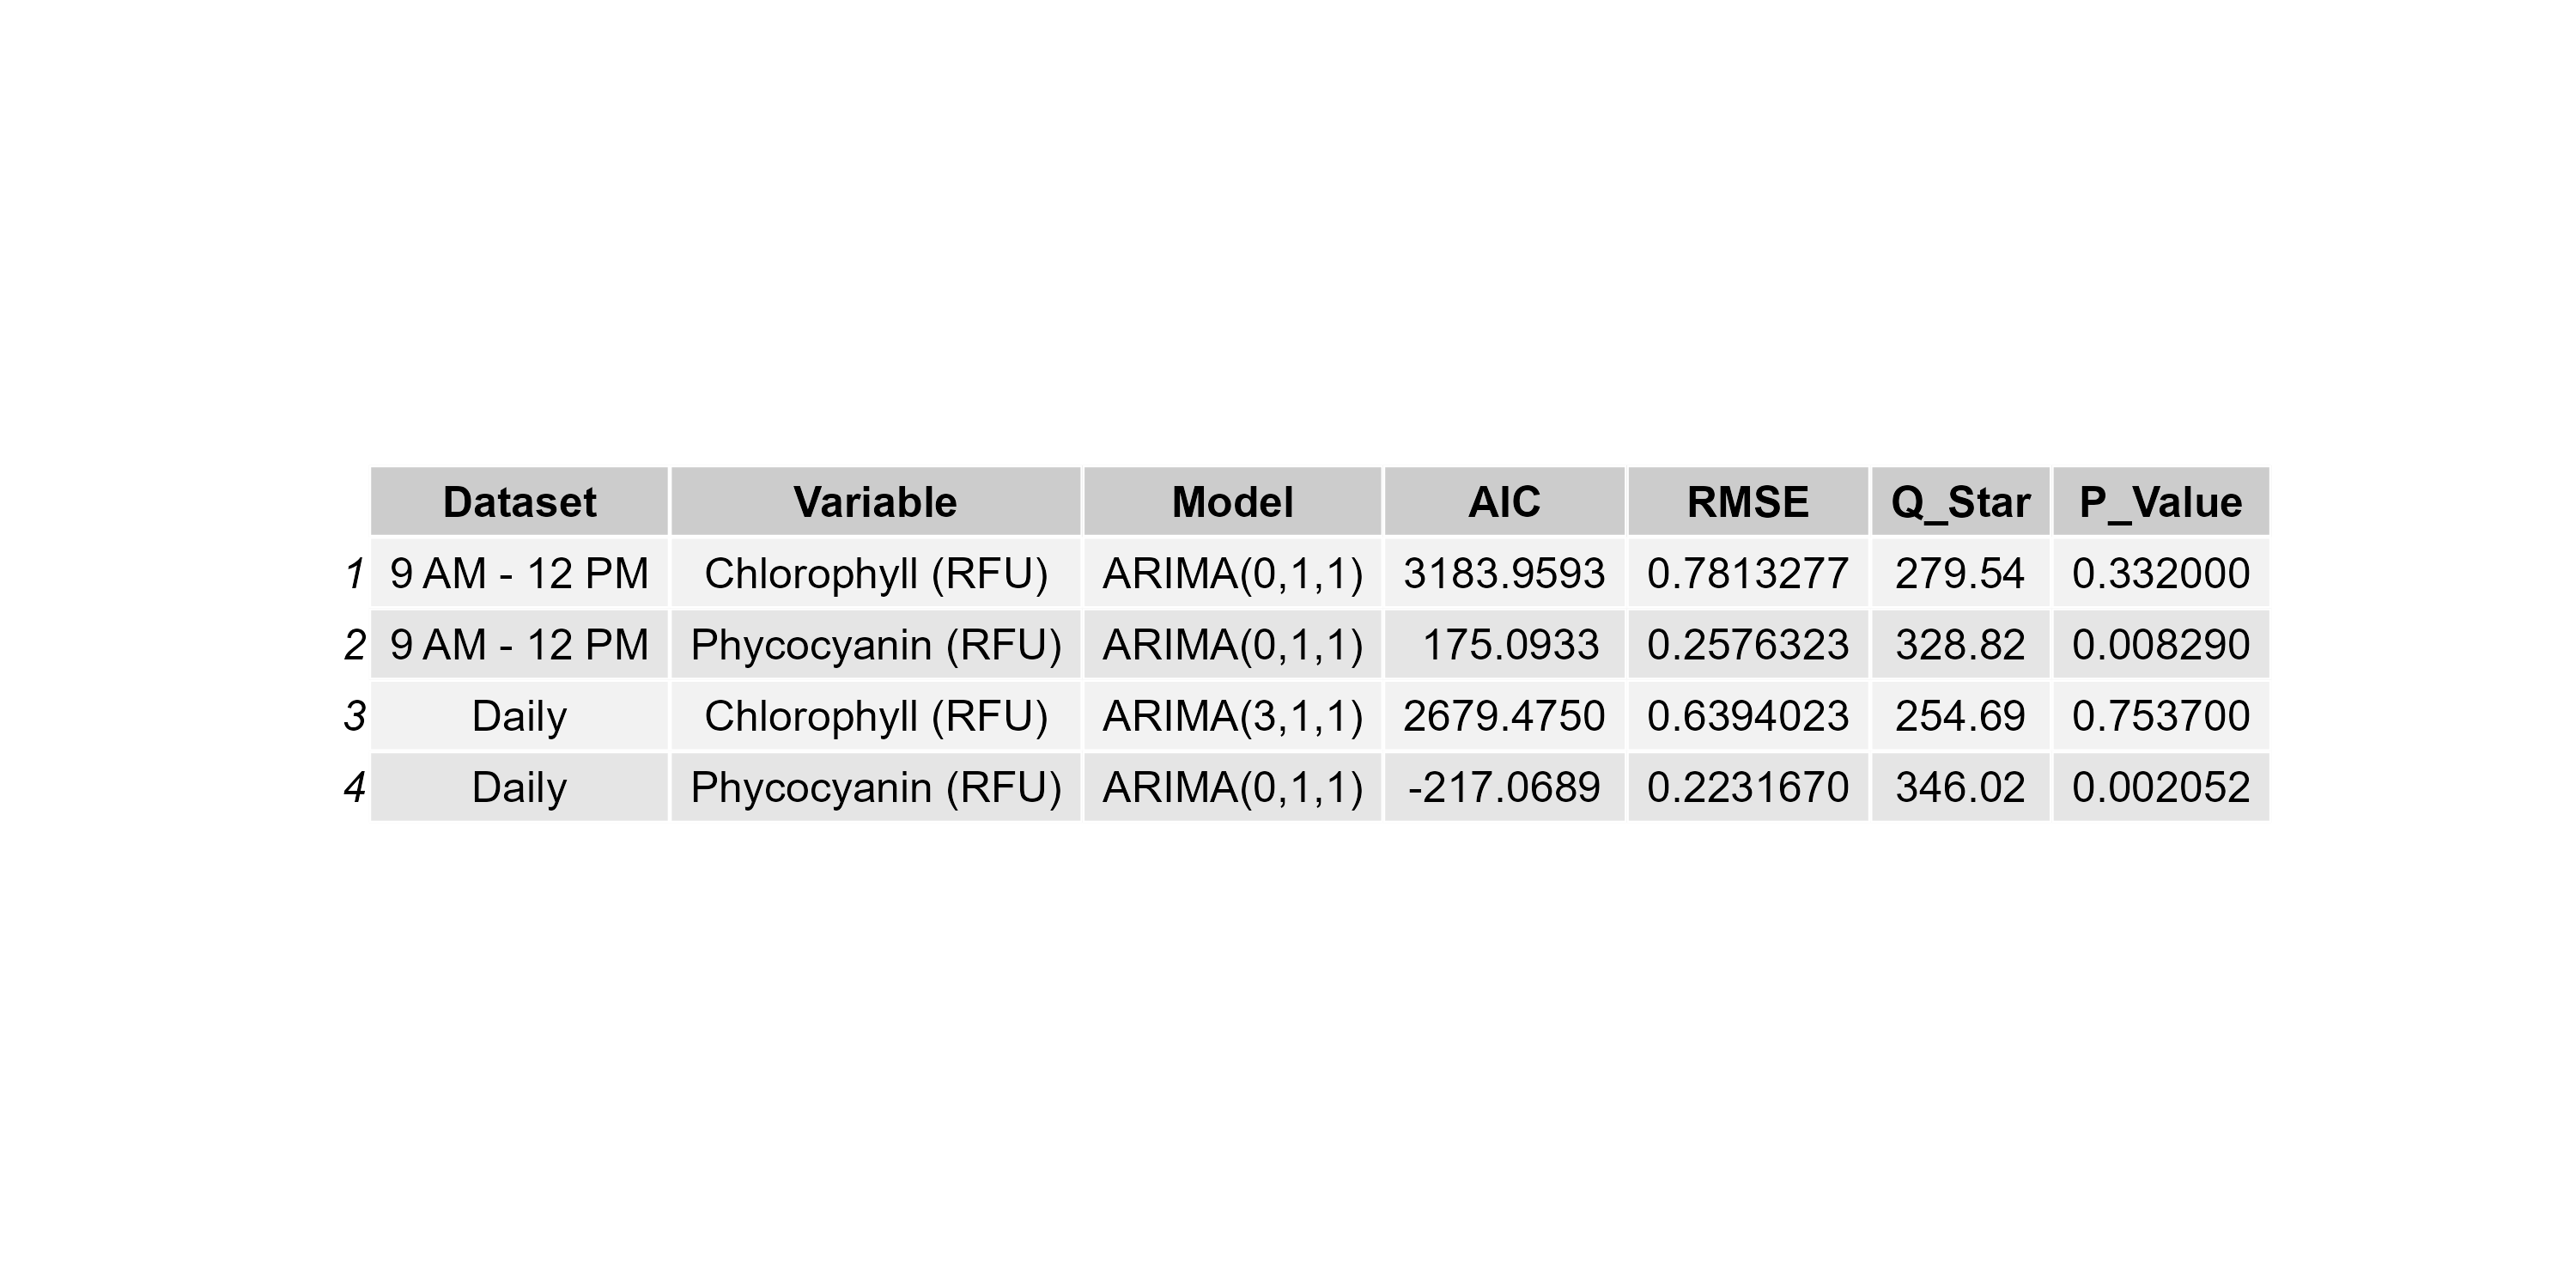 Dataset Variable Model AIC RMSE Q_Star P_Value
1 9 AM - 12 PM Chlorophyll (RFU) ARIMA(0,1,1) 3183.9593 0.7813277 279.54 0.332000
2 9 AM - 12 PM Phycocyanin (RFU) ARIMA(0,1,1) 175.0933 0.2576323 328.82 0.008290
3 Daily Chlorophyll (RFU) ARIMA(3,1,1) 2679.4750 0.6394023 254.69 0.753700
4 Daily Phycocyanin (RFU) ARIMA(0,1,1) -217.0689 0.2231670 346.02 0.002052